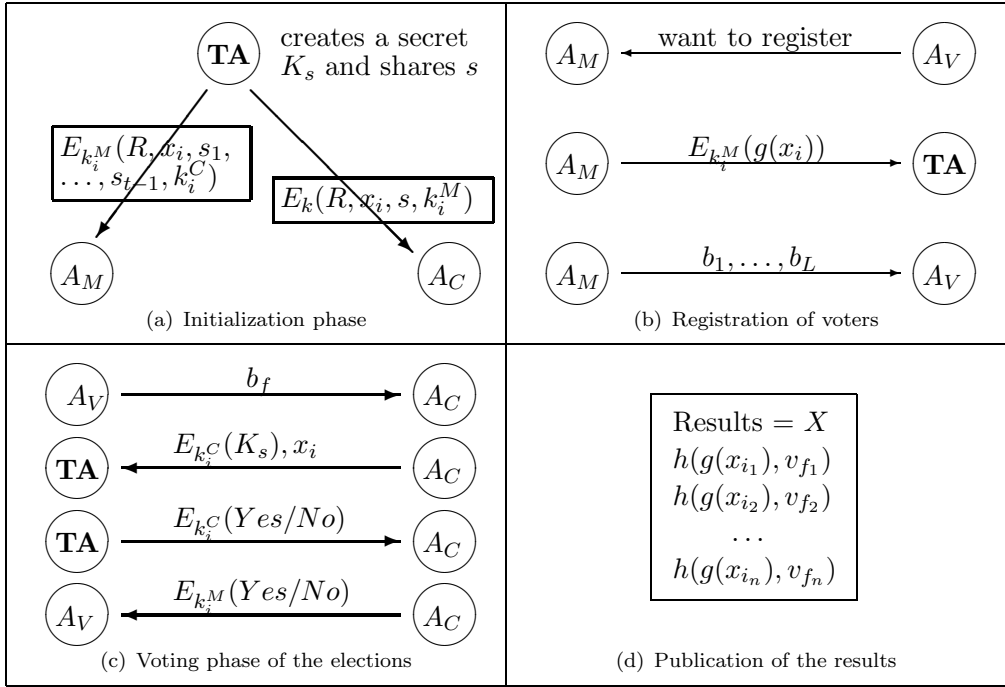 TA
creates a secret
K_s and shares s
E_{k_i^M}(R, x_i, s_1,
..., s_{t-1}, k_i^C)
E_k(R, x_i, s, k_i^M)
A_M
A_C
(a) Initialization phase
A_M
want to register
A_V
A_M
E_{k_i^M}(g(x_i))
TA
A_M
b_1, ..., b_L
A_V
(b) Registration of voters
A_V
b_f
A_C
TA
E_{k_i^C}(K_s), x_i
A_C
TA
E_{k_i^C}(Yes/No)
A_C
A_V
E_{k_i^M}(Yes/No)
A_C
(c) Voting phase of the elections
Results = X
h(g(x_{i_1}), v_{f_1})
h(g(x_{i_2}), v_{f_2})
...
h(g(x_{i_n}), v_{f_n})
(d) Publication of the results